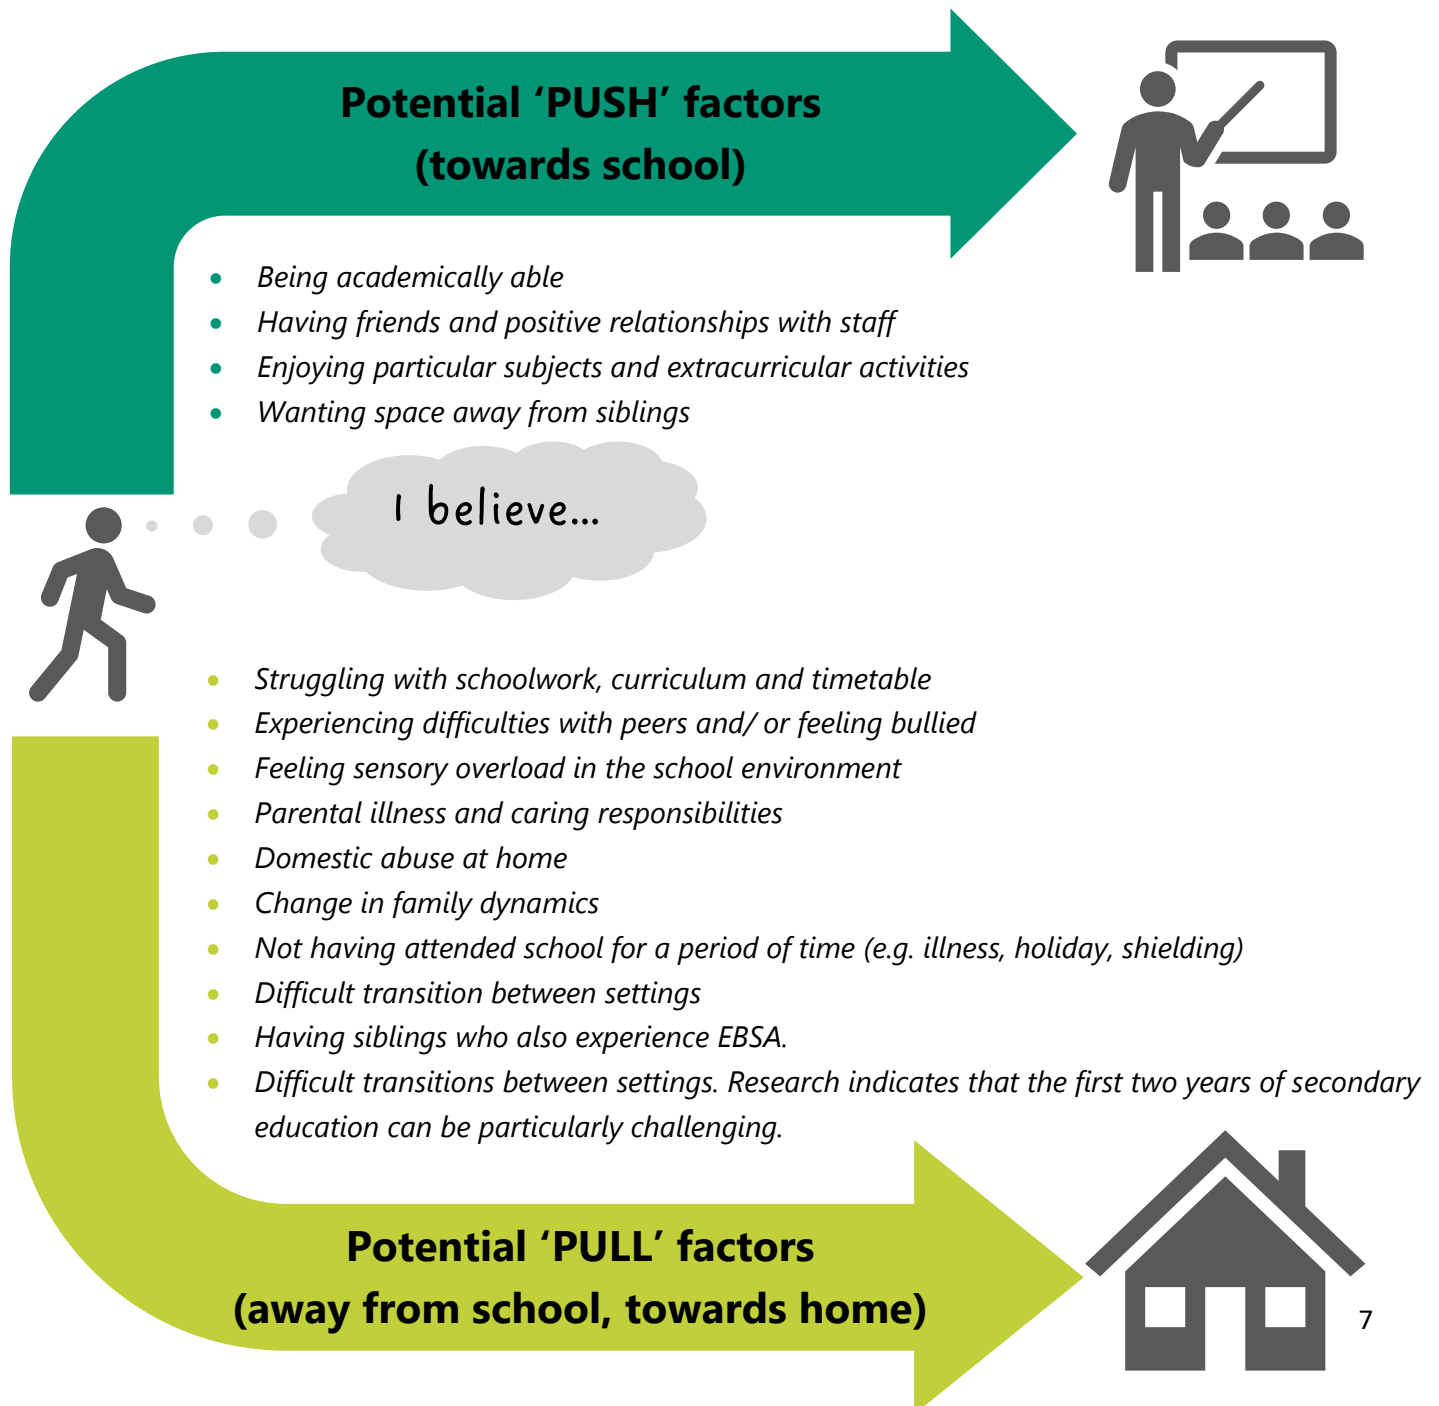 Potential ‘PUSH’ factors
(towards school)
Being academically able
Having friends and positive relationships with staff
Enjoying particular subjects and extracurricular activities
Wanting space away from siblings
I believe...
Struggling with schoolwork, curriculum and timetable
Experiencing difficulties with peers and/ or feeling bullied
Feeling sensory overload in the school environment
Parental illness and caring responsibilities
Domestic abuse at home
Change in family dynamics
Not having attended school for a period of time (e.g. illness, holiday, shielding)
Difficult transition between settings
Having siblings who also experience EBSA.
Difficult transitions between settings. Research indicates that the first two years of secondary
education can be particularly challenging.
Potential ‘PULL’ factors
(away from school, towards home)
7